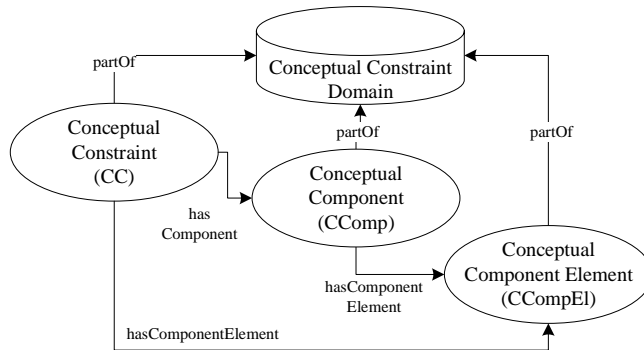 partOf
Conceptual Constraint
Domain
partOf
partOf
Conceptual
Constraint
(CC)
has
Component
Conceptual
Component
(CComp)
hasComponent
Element
Conceptual
Component Element
(CCompEl)
hasComponentElement